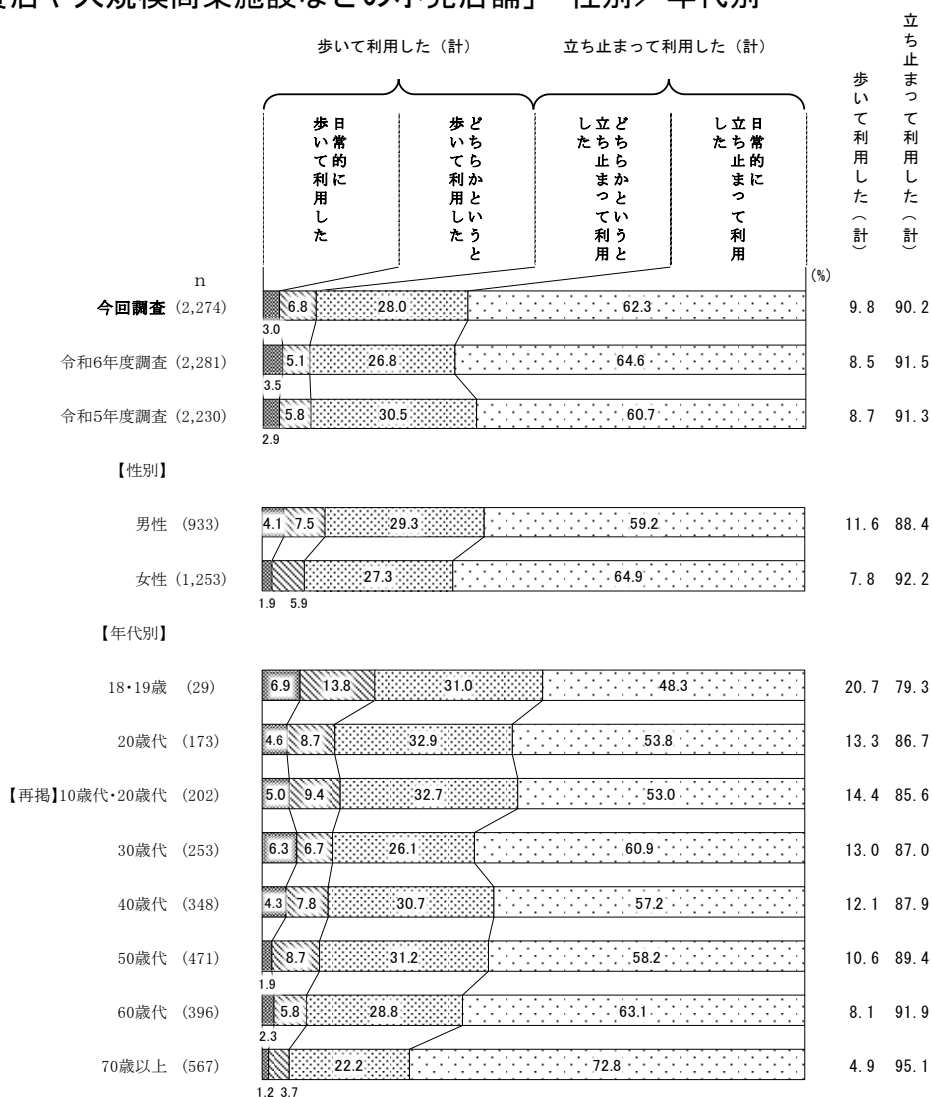 大規模商業施設などの小売店舗」 性別／年代別
歩いて利用した（計）
立ち止まって利用した（計）
日常的に
歩いて利用した
どちらかというと
歩いて利用した
どちらかというと
立ち止まって利用
した
日常的に
立ち止まって利用
した
歩いて利用した（計）
立ち止まって利用した（計）
n
(%)
今回調査 (2,274) 3.0 6.8 28.0 62.3 9.8 90.2
令和6年度調査 (2,281) 3.5 5.1 26.8 64.6 8.5 91.5
令和5年度調査 (2,230) 2.9 5.8 30.5 60.7 8.7 91.3
【性別】
男性 (933) 4.1 7.5 29.3 59.2 11.6 88.4
女性 (1,253) 1.9 5.9 27.3 64.9 7.8 92.2
【年代別】
18・19歳 (29) 6.9 13.8 31.0 48.3 20.7 79.3
20歳代 (173) 4.6 8.7 32.9 53.8 13.3 86.7
【再掲】10歳代・20歳代 (202) 5.0 9.4 32.7 53.0 14.4 85.6
30歳代 (253) 6.3 6.7 26.1 60.9 13.0 87.0
40歳代 (348) 4.3 7.8 30.7 57.2 12.1 87.9
50歳代 (471) 1.9 8.7 31.2 58.2 10.6 89.4
60歳代 (396) 2.3 5.8 28.8 63.1 8.1 91.9
70歳以上 (567) 1.2 3.7 22.2 72.8 4.9 95.1